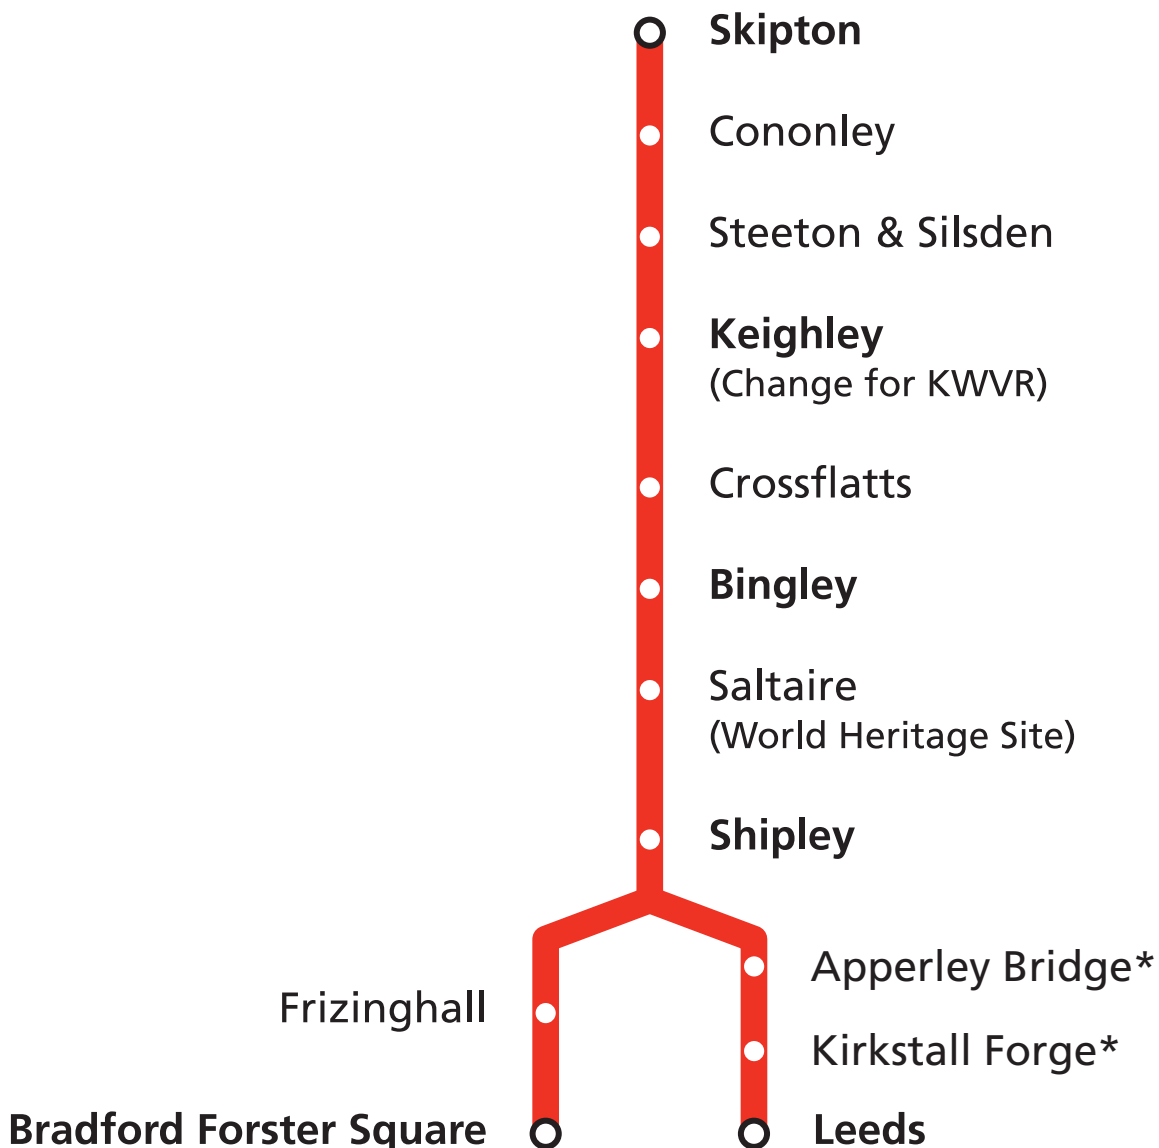 Skipton
Cononley
Steeton & Silsden
Keighley
(Change for KWVR)
Crossflatts
Bingley
Saltaire
(World Heritage Site)
Shipley
Apperley Bridge*
Frizinghall
Kirkstall Forge*
Bradford Forster Square
Leeds